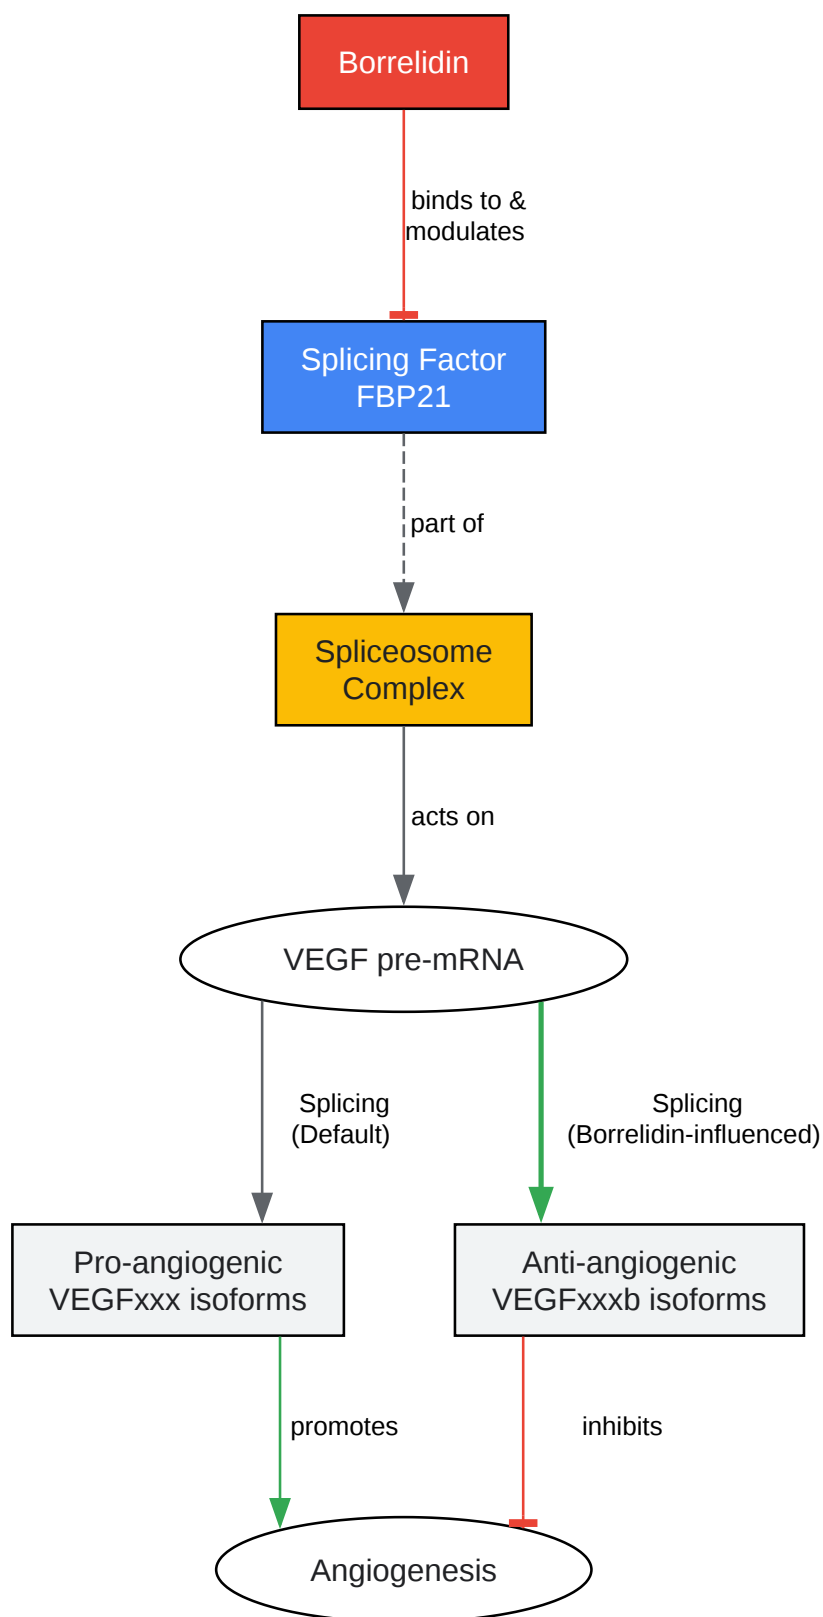 Borrelidin
binds to &
modulates
Splicing Factor
FBP21
part of
Spliceosome
Complex
acts on
VEGF pre-mRNA
Splicing
(Default)
Splicing
(Borrelidin-influenced)
Pro-angiogenic
VEGFxxx isoforms
Anti-angiogenic
VEGFxxxb isoforms
promotes
inhibits
Angiogenesis